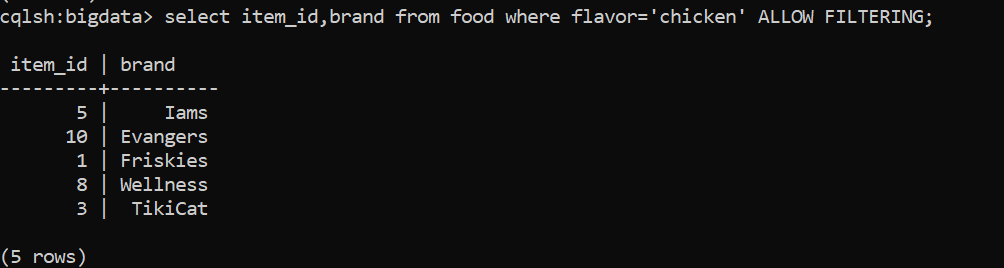 cqlsh:bigdata> select item_id,brand from food where flavor='chicken' ALLOW FILTERING;
 item_id | brand
---------+----------
       5 |     Iams
      10 | Evangers
       1 | Friskies
       8 | Wellness
       3 |  TikiCat
(5 rows)